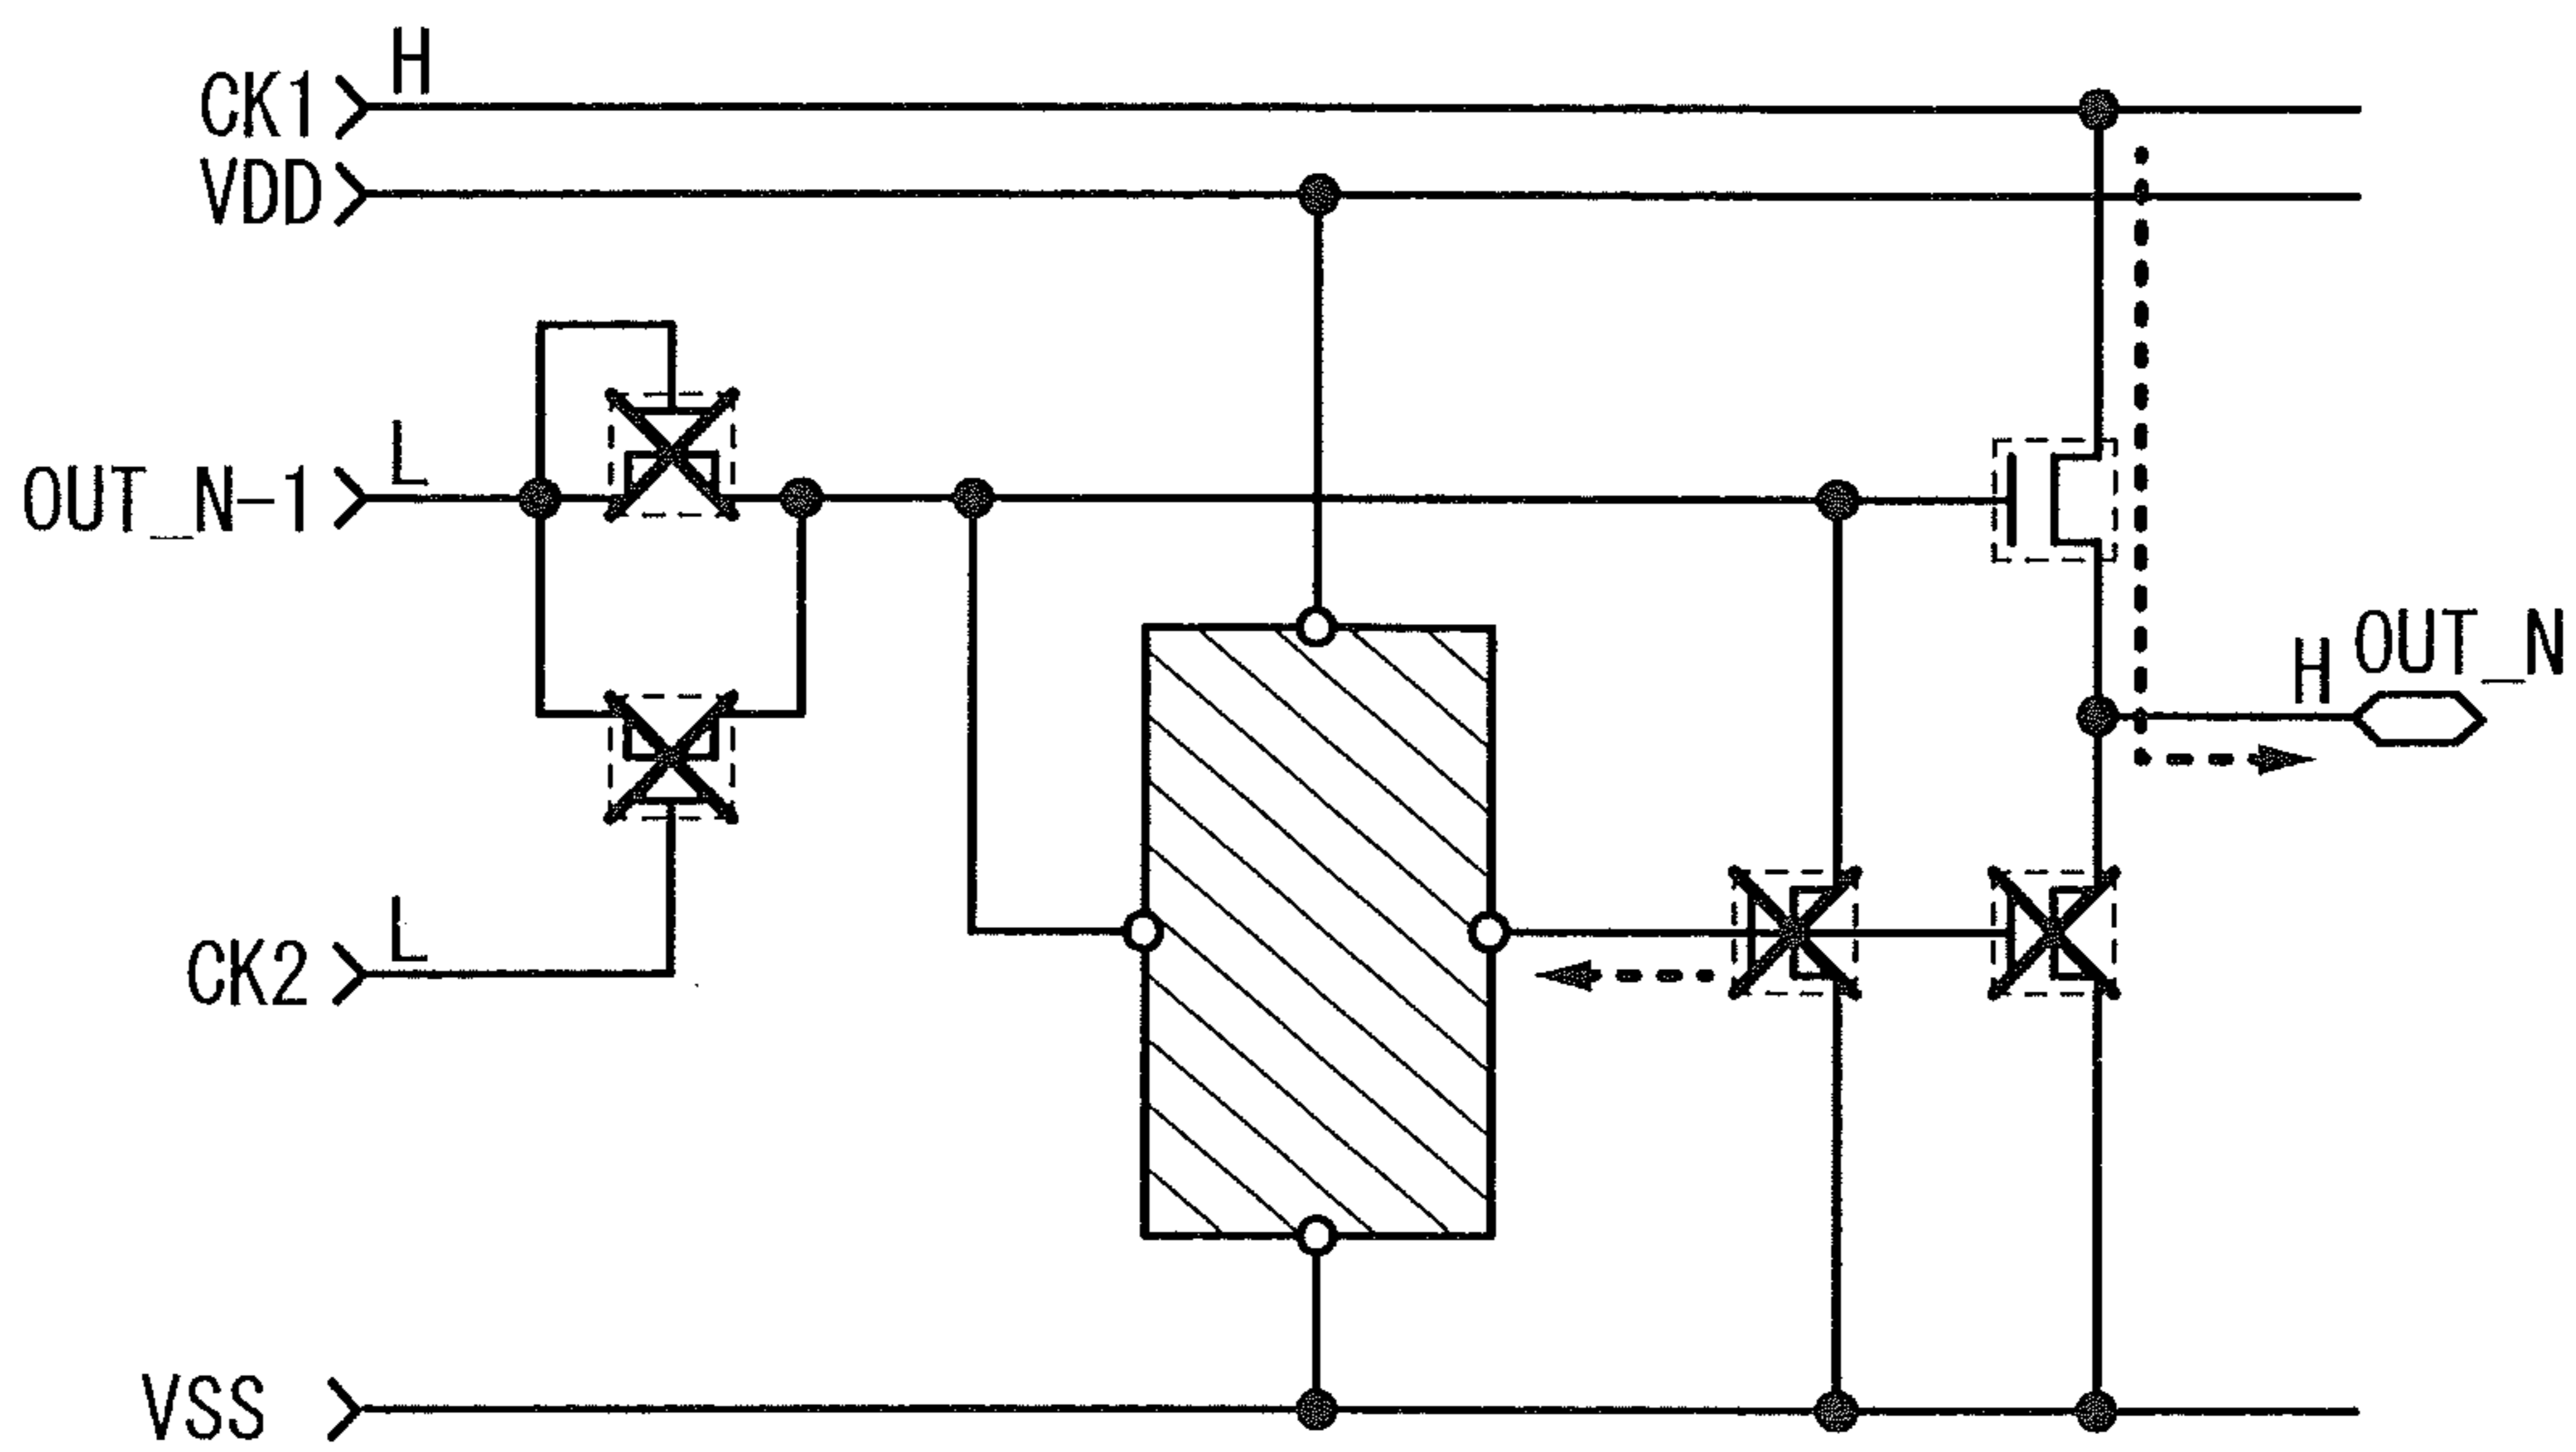 H
CK1
VDD
L
OUT_N-1
H
OUT_N
L
CK2
VSS